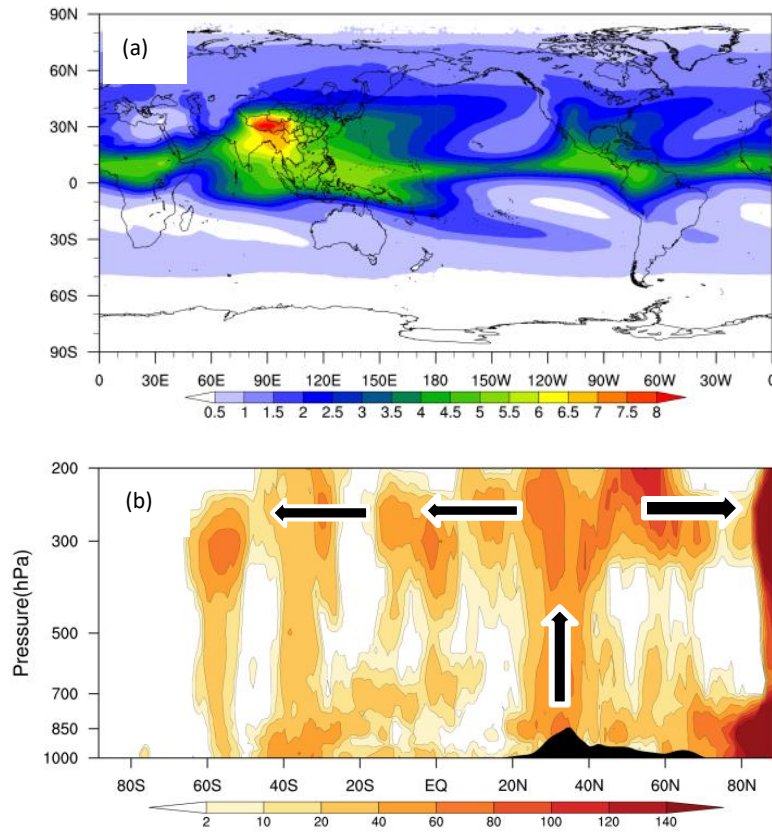 90N
(a)
60N
30N
0
30S
60S
90S
0 30E 60E 90E 120E 150E 180 150W 120W 90W 60W 30W 0
0.5 1 1.5 2 2.5 3 3.5 4 4.5 5 5.5 6 6.5 7 7.5 8
200
(b)
300
Pressure(hPa)
500
700
850
1000
80S 60S 40S 20S EQ 20N 40N 60N 80N
2 10 20 40 60 80 100 120 140